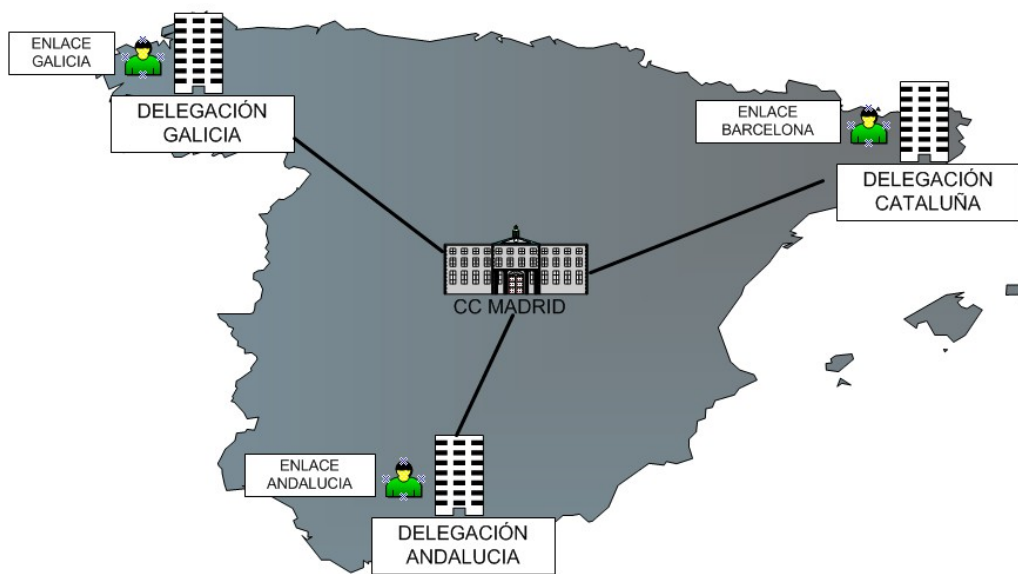 ENLACE
GALICIA
DELEGACIÓN
GALICIA
ENLACE
BARCELONA
DELEGACIÓN
CATALUÑA
CC MADRID
ENLACE
ANDALUCIA
DELEGACIÓN
ANDALUCIA